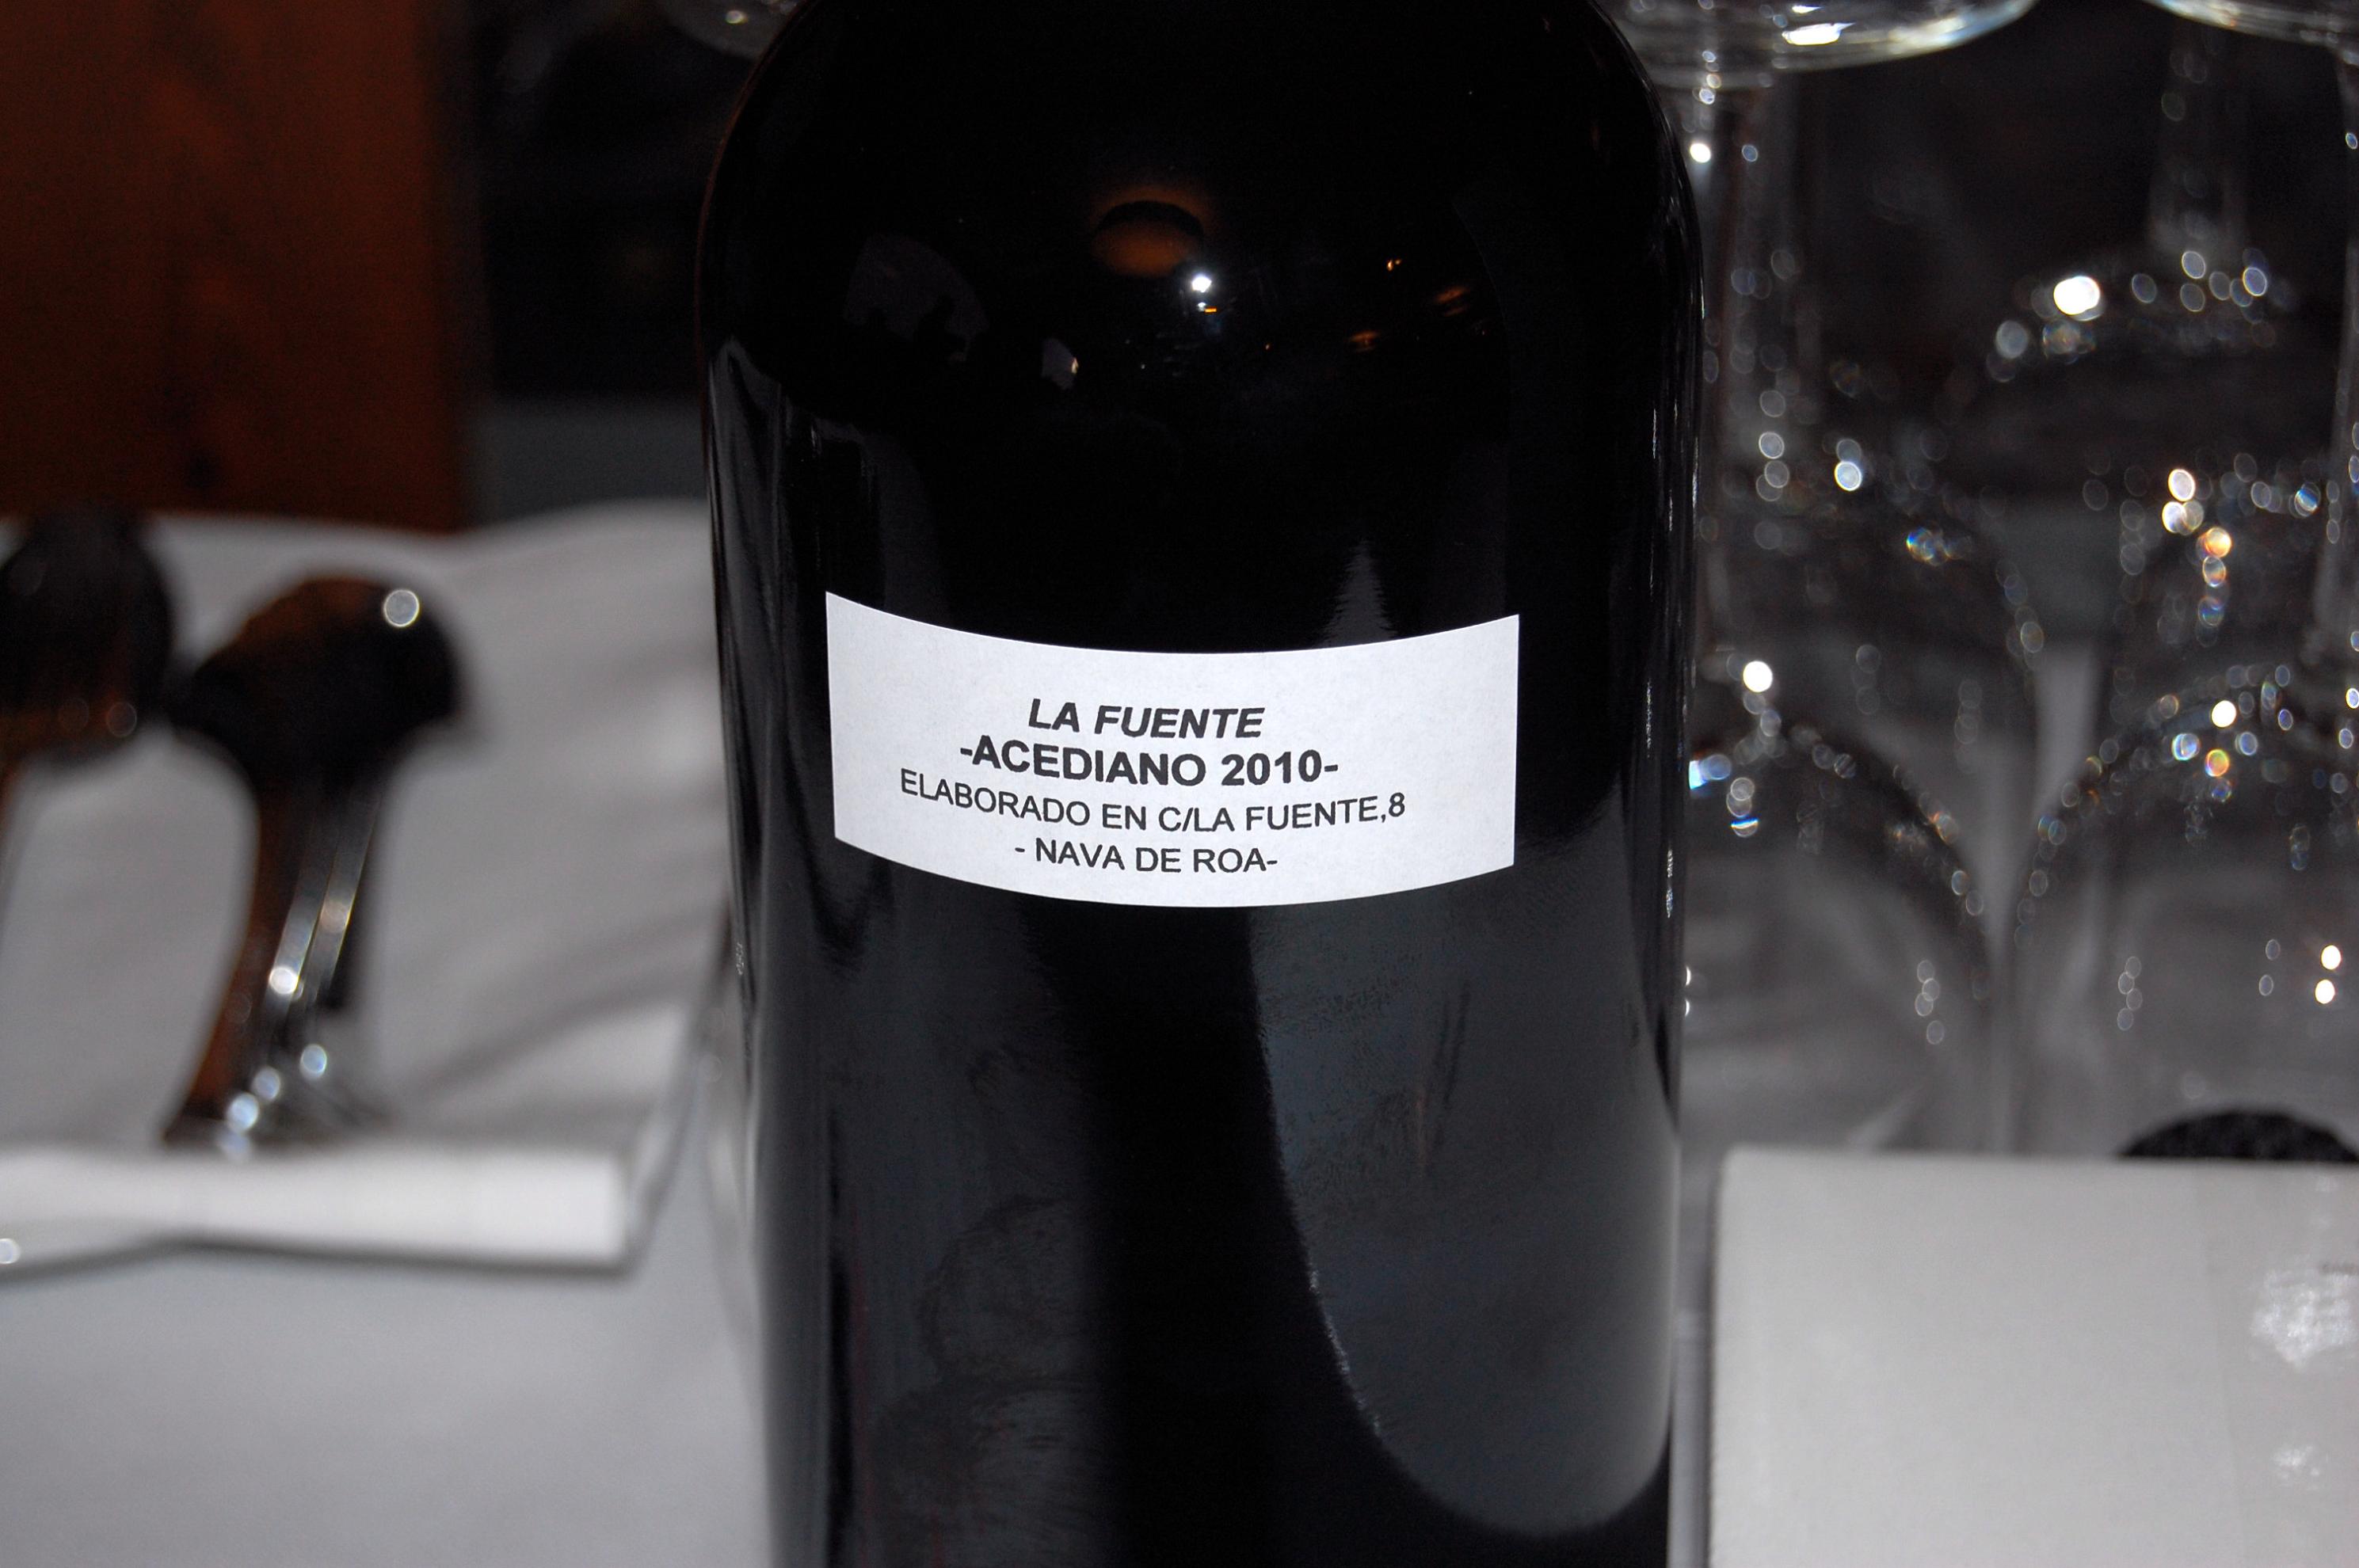 LA FUENTE
-ACEDIANO 2010-
ELABORADO EN C/LA FUENTE,8
- NAVA DE ROA-